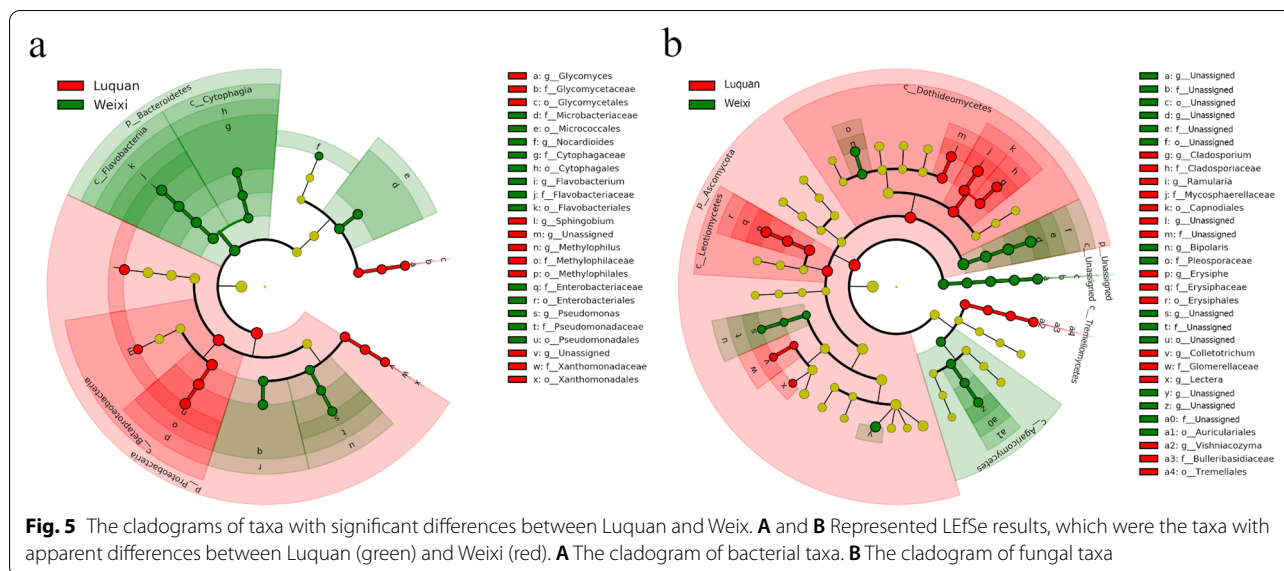 a
Luquan
Weixi
p__Bacteroidetes
c__Cytophagia
c__Flavobacteriia
h
g
k
j
i
f
e
d
a
b
c
m
n
o
p
c__Betaproteobacteria
p__Proteobacteria
q
r
s
t
u
w
x
a: g__Glycomyces
b: f__Glycomycetaceae
c: o__Glycomycetales
d: f__Microbacteriaceae
e: o__Micrococcales
f: g__Nocardioides
g: f__Cytophagaceae
h: o__Cytophagales
i: g__Flavobacterium
j: f__Flavobacteriaceae
k: o__Flavobacteriales
l: g__Sphingobium
m: g__Unassigned
n: g__Methylophilus
o: f__Methylophilaceae
p: o__Methylophilales
q: f__Enterobacteriaceae
r: o__Enterobacteriales
s: g__Pseudomonas
t: f__Pseudomonadaceae
u: o__Pseudomonadales
v: g__Unassigned
w: f__Xanthomonadaceae
x: o__Xanthomonadales
b
Luquan
Weixi
c__Dothideomycetes
p__Ascomycota
c__Leotiomycetes
o
m
j
k
h
r
q
d
e
f
c__Unassigned
p__Unassigned
a
b
c
c__Tremellomycetes
a2
a3
a4
s
t
u
v
w
x
y
z
a0
a1
c__Agaricomycetes
a: g__Unassigned
b: f__Unassigned
c: o__Unassigned
d: g__Unassigned
e: f__Unassigned
f: o__Unassigned
g: g__Cladosporium
h: f__Cladosporiaceae
i: g__Ramularia
j: f__Mycosphaerellaceae
k: o__Capnodiales
l: g__Unassigned
m: f__Unassigned
n: g__Bipolaris
o: f__Pleosporaceae
p: g__Erysiphe
q: f__Erysiphaceae
r: o__Erysiphales
s: g__Unassigned
t: f__Unassigned
u: o__Unassigned
v: g__Colletotrichum
w: f__Glomerellaceae
x: g__Lectera
y: g__Unassigned
z: g__Unassigned
a0: f__Unassigned
a1: o__Auriculariales
a2: g__Vishniacozyma
a3: f__Bulleribasidiaceae
a4: o__Tremellales
Fig. 5 The cladograms of taxa with significant differences between Luquan and Weix. A and B Represented LEfSe results, which were the taxa with
apparent differences between Luquan (green) and Weixi (red). A The cladogram of bacterial taxa. B The cladogram of fungal taxa